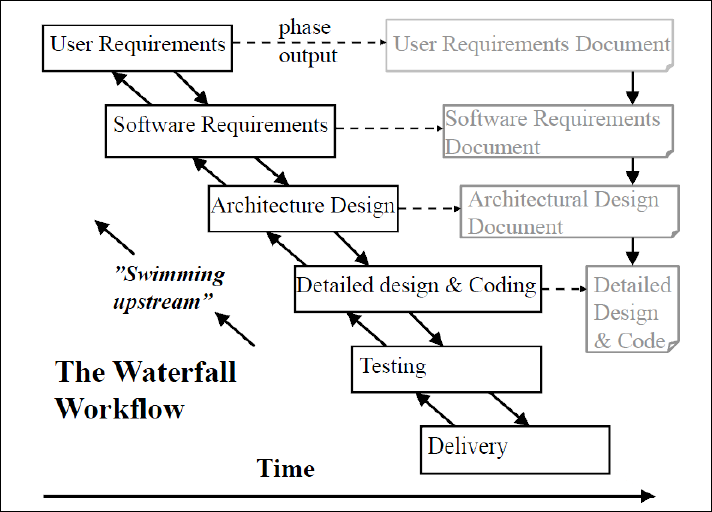 User Requirements
phase
output
User Requirements Document
Software Requirements
Software Requirements
Document
Architecture Design
Architectural Design
Document
”Swimming
upstream”
Detailed design & Coding
Detailed
Design
& Code
The Waterfall
Workflow
Testing
Delivery
Time